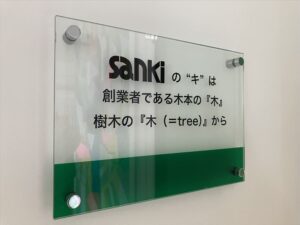 sanki の “キ” は
創業者である木本の『木』
樹木の『木（=tree）』から